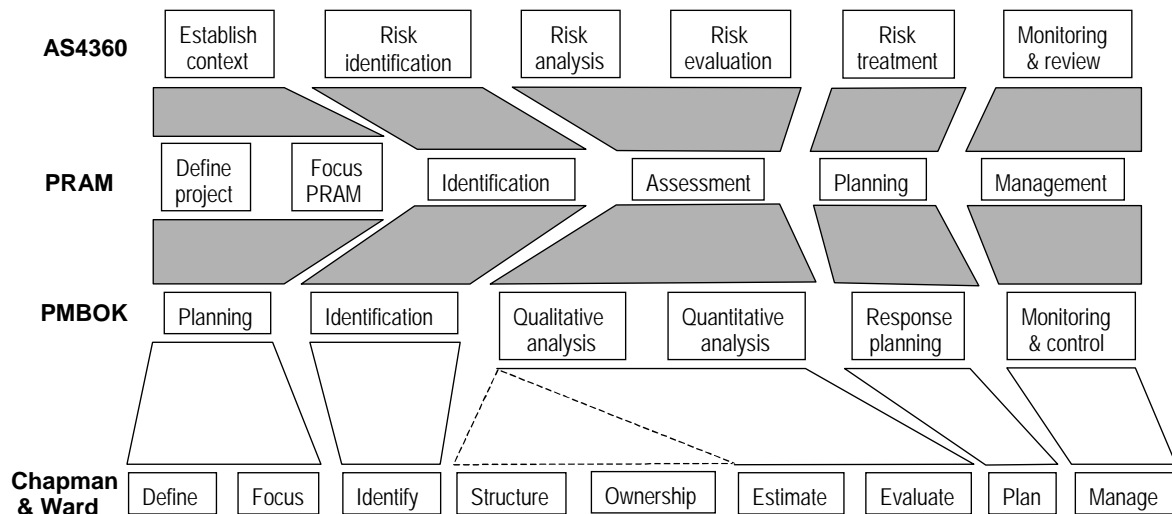 AS4360
Establish
context
Risk
identification
Risk
analysis
Risk
evaluation
Risk
treatment
Monitoring
& review
PRAM
Define
project
Focus
PRAM
Identification
Assessment
Planning
Management
PMBOK
Planning
Identification
Qualitative
analysis
Quantitative
analysis
Response
planning
Monitoring
& control
Chapman
& Ward
Define
Focus
Identify
Structure
Ownership
Estimate
Evaluate
Plan
Manage